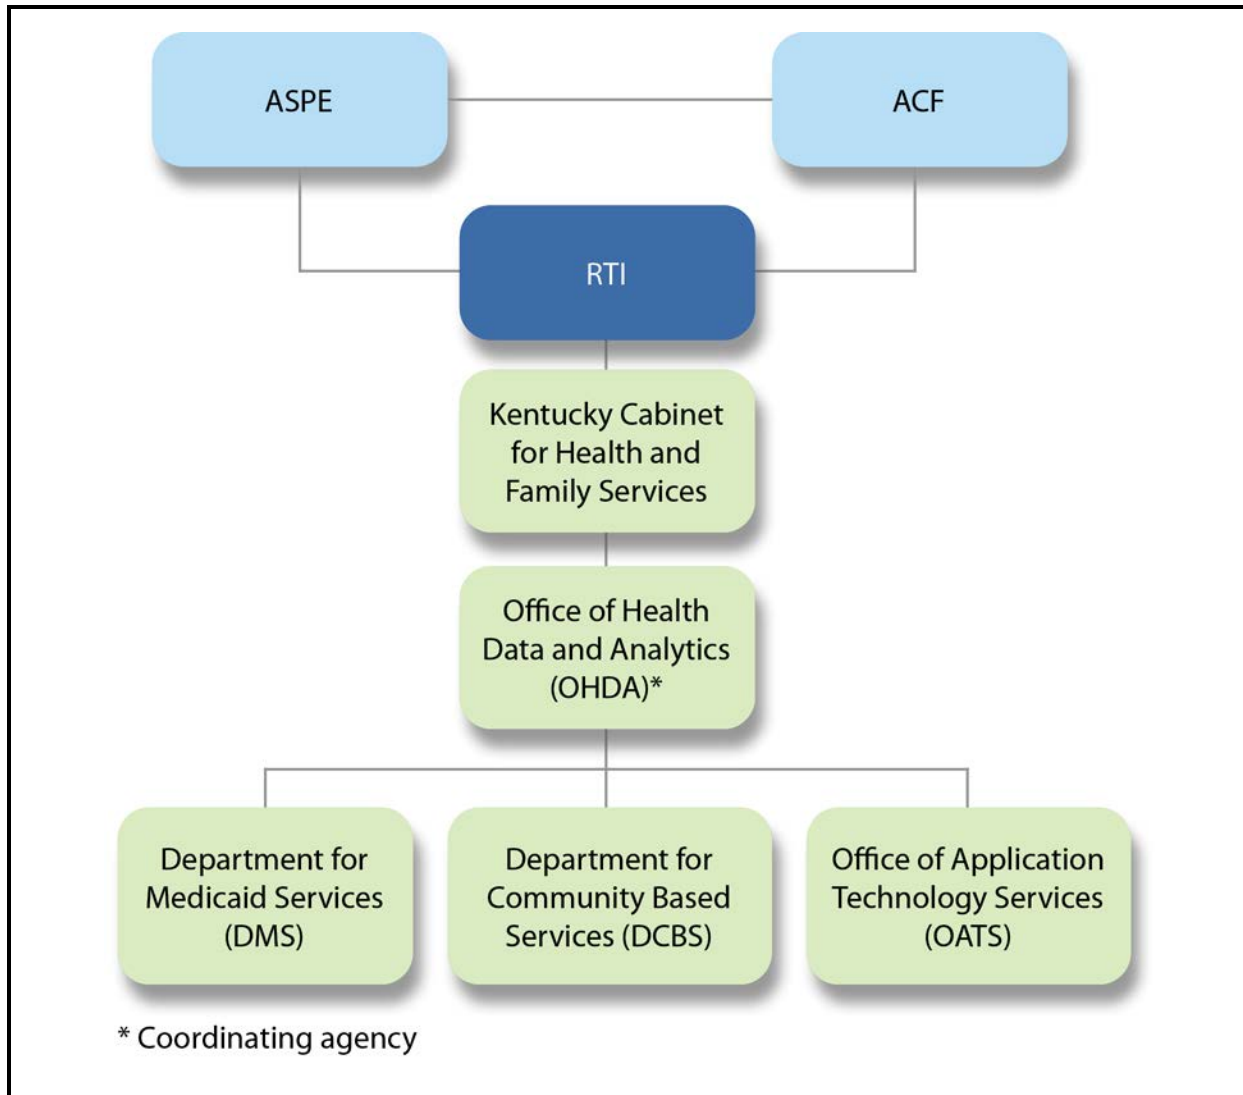 ASPE
ACF
RTI
Kentucky Cabinet
for Health and
Family Services
Office of Health
Data and Analytics
(OHDA)*
Department for
Medicaid Services
(DMS)
Department for
Community Based
Services (DCBS)
Office of Application
Technology Services
(OATS)
* Coordinating agency